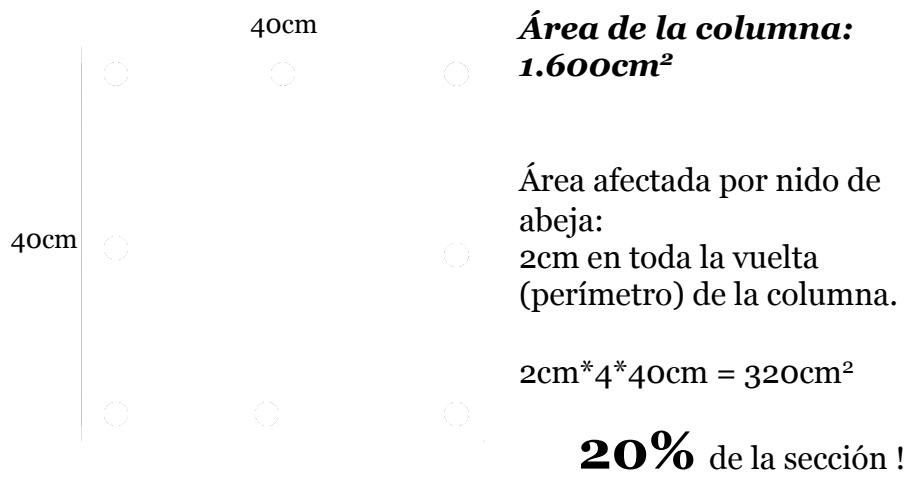 40cm
40cm
Área de la columna:
1.600cm²
Área afectada por nido de
abeja:
2cm en toda la vuelta
(perímetro) de la columna.
2cm*4*40cm = 320cm²
20% de la sección !